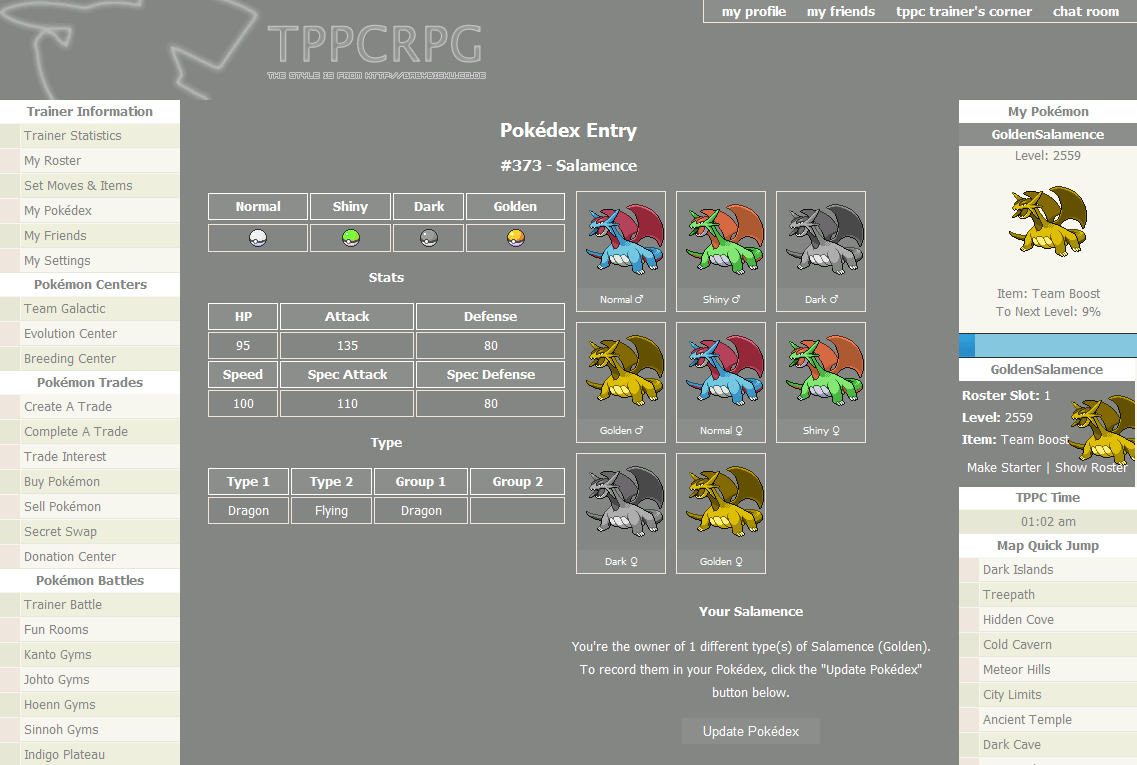 my profile my friends tppc trainer's corner chat room
TPPCRPG
THE STYLE IS FROM HTTP://BABYBICHU.CO.DE
Trainer Information
Trainer Statistics
My Roster
Set Moves & Items
My Pokédex
My Friends
My Settings
Pokémon Centers
Team Galactic
Evolution Center
Breeding Center
Pokémon Trades
Create A Trade
Complete A Trade
Trade Interest
Buy Pokémon
Sell Pokémon
Secret Swap
Donation Center
Pokémon Battles
Trainer Battle
Fun Rooms
Kanto Gyms
Johto Gyms
Hoenn Gyms
Sinnoh Gyms
Indigo Plateau
Pokédex Entry
#373 - Salamence
Normal Shiny Dark Golden
Stats
HP Attack Defense
95 135 80
Speed Spec Attack Spec Defense
100 110 80
Type
Type 1 Type 2 Group 1 Group 2
Dragon Flying Dragon
Normal ♂ Shiny ♂ Dark ♂
Golden ♂ Normal ♀ Shiny ♀
Dark ♀ Golden ♀
Your Salamence
You're the owner of 1 different type(s) of Salamence (Golden).
To record them in your Pokédex, click the "Update Pokédex"
button below.
Update Pokédex
My Pokémon
GoldenSalamence
Level: 2559
Item: Team Boost
To Next Level: 9%
GoldenSalamence
Roster Slot: 1
Level: 2559
Item: Team Boost
Make Starter | Show Roster
TPPC Time
01:02 am
Map Quick Jump
Dark Islands
Treepath
Hidden Cove
Cold Cavern
Meteor Hills
City Limits
Ancient Temple
Dark Cave